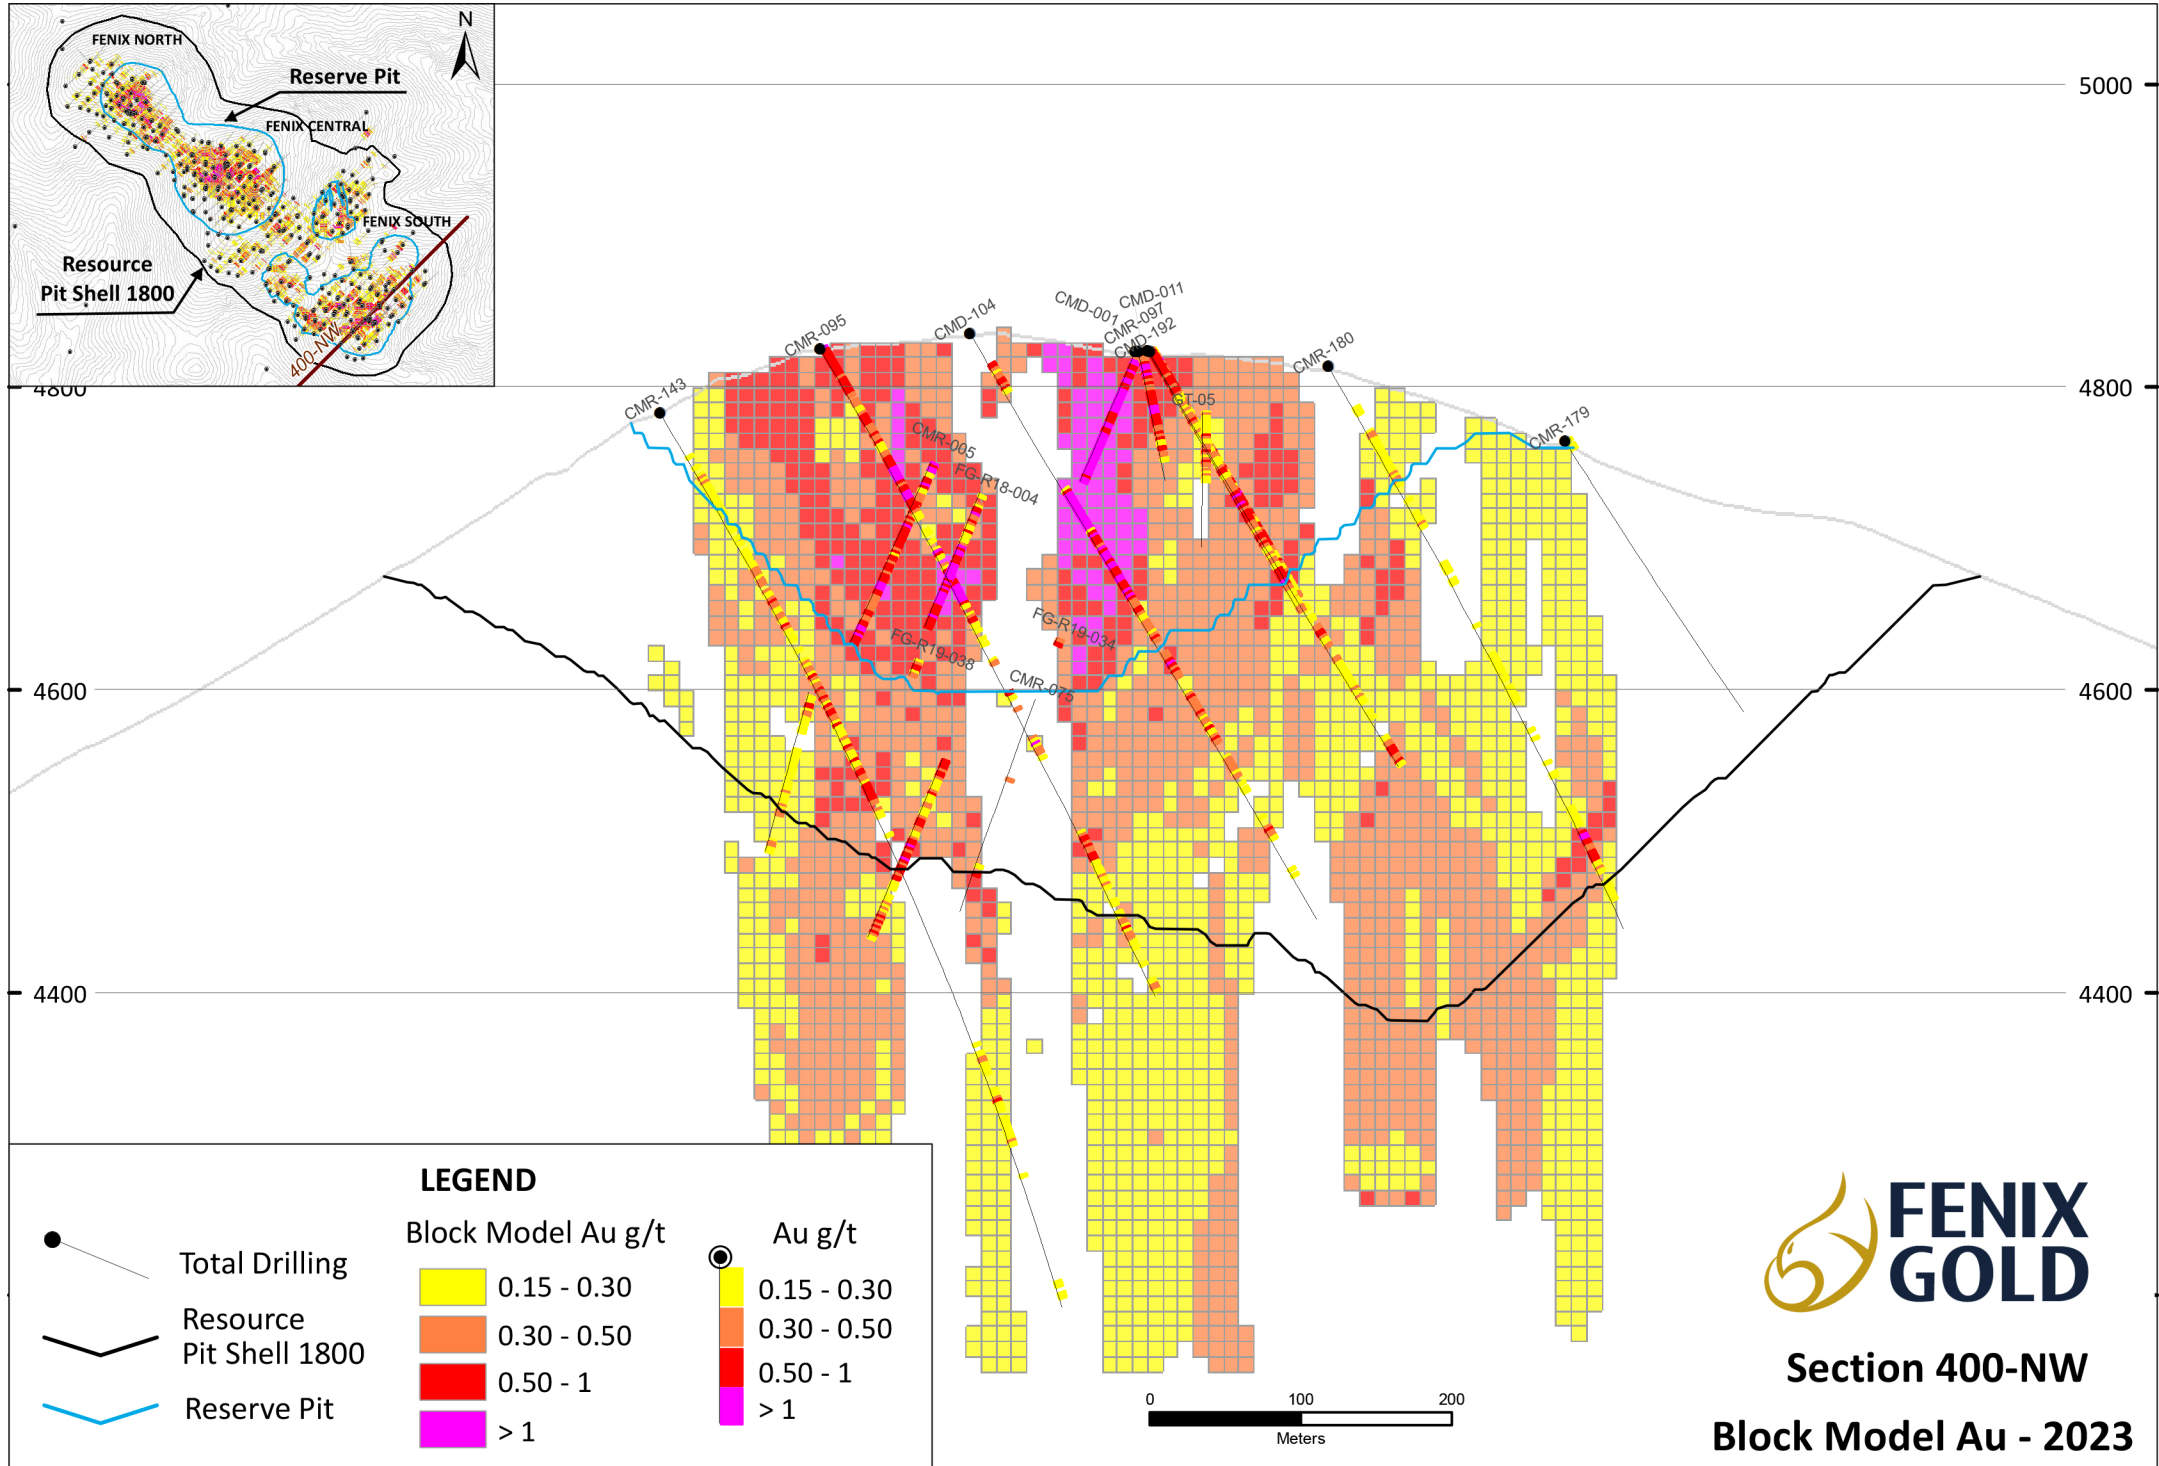 FENIX NORTH
N
Reserve Pit
FENIX CENTRAL
FENIX SOUTH
Resource
Pit Shell 1800
400-NW
5000
4800
4800
4600
4600
4400
4400
CMR-143
CMR-095
CMD-104
CMD-001
CMD-011
CMR-097
CMD-192
CMR-180
CMR-179
GT-05
CMR-005
FG-R18-004
FG-R19-038
FG-R19-034
CMR-075
LEGEND
Block Model Au g/t
Au g/t
Total Drilling
Resource
Pit Shell 1800
Reserve Pit
0.15 - 0.30
0.30 - 0.50
0.50 - 1
> 1
0.15 - 0.30
0.30 - 0.50
0.50 - 1
> 1
0 100 200
Meters
FENIX
GOLD
Section 400-NW
Block Model Au - 2023